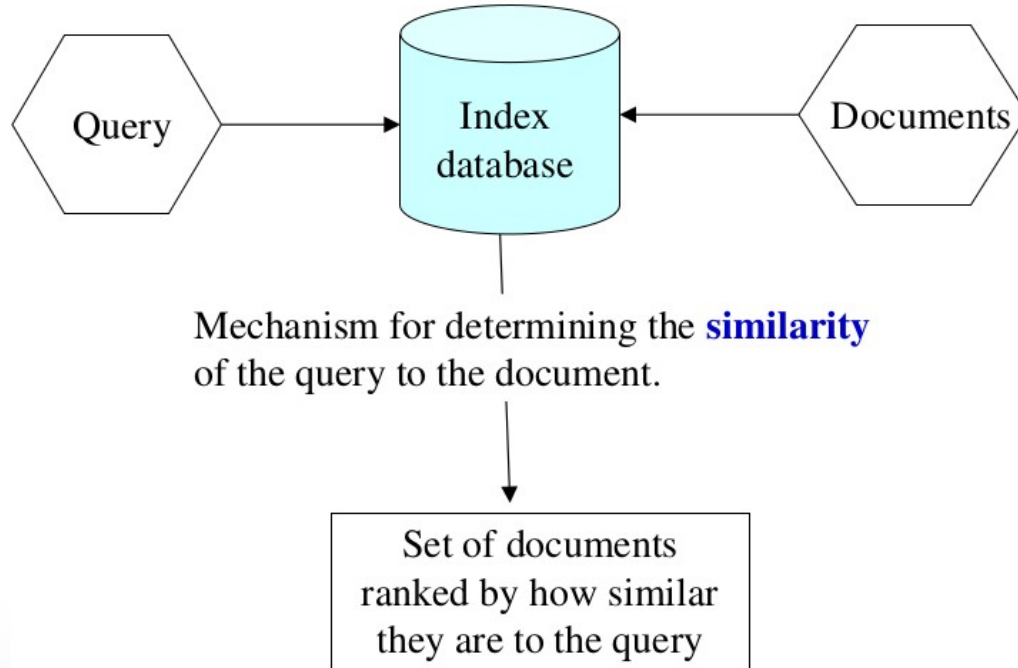 Query
Index
database
Documents
Mechanism for determining the similarity
of the query to the document.
Set of documents
ranked by how similar
they are to the query